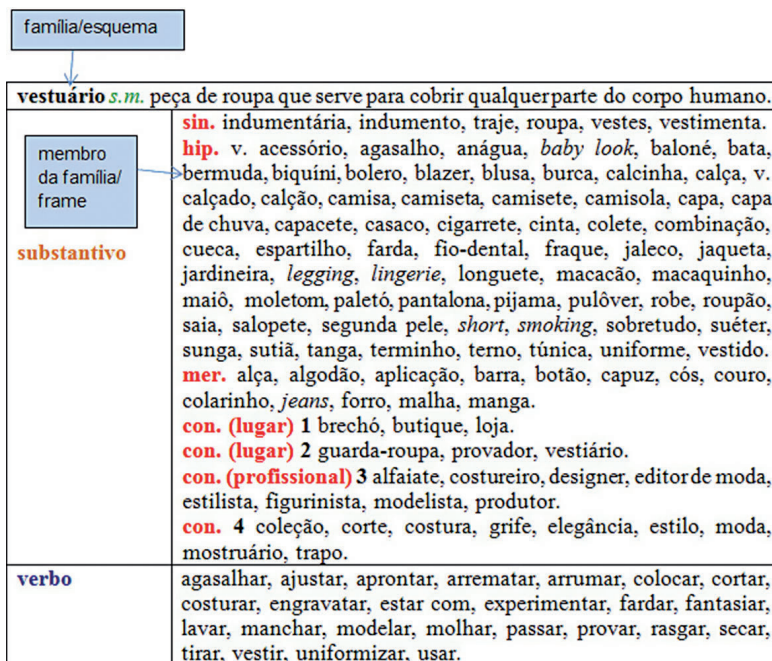 família/esquema
vestuário s.m. peça de roupa que serve para cobrir qualquer parte do corpo humano.
membro
da família/
frame
substantivo
sin. indumentária, indumento, traje, roupa, vestes, vestimenta.
hip. v. acessório, agasalho, anágua, baby look, baloné, bata,
bermuda, biquíni, bolero, blazer, blusa, burca, calcinha, calça, v.
calçado, calção, camisa, camiseta, camisete, camisola, capa, capa
de chuva, capacete, casaco, cigarrete, cinta, colete, combinação,
cueca, espartilho, farda, fio-dental, fraque, jaleco, jaqueta,
jardineira, legging, lingerie, longuete, macacão, macaquinho,
maiô, moletom, paletó, pantalona, pijama, pulôver, robe, roupão,
saia, salopete, segunda pele, short, smoking, sobretudo, suéter,
sunga, sutiã, tanga, terminho, terno, túnica, uniforme, vestido.
mer. alça, algodão, aplicação, barra, botão, capuz, cós, couro,
colarinho, jeans, forro, malha, manga.
con. (lugar) 1 brechó, butique, loja.
con. (lugar) 2 guarda-roupa, provador, vestiário.
con. (profissional) 3 alfaiate, costureiro, designer, editor de moda,
estilista, figurinista, modelista, produtor.
con. 4 coleção, corte, costura, grife, elegância, estilo, moda,
mostruário, trapo.
verbo
agasalhar, ajustar, aprontar, arrematar, arrumar, colocar, cortar,
costurar, engravatar, estar com, experimentar, fardar, fantasiar,
lavar, manchar, modelar, molhar, passar, provar, rasgar, secar,
tirar, vestir, uniformizar, usar.